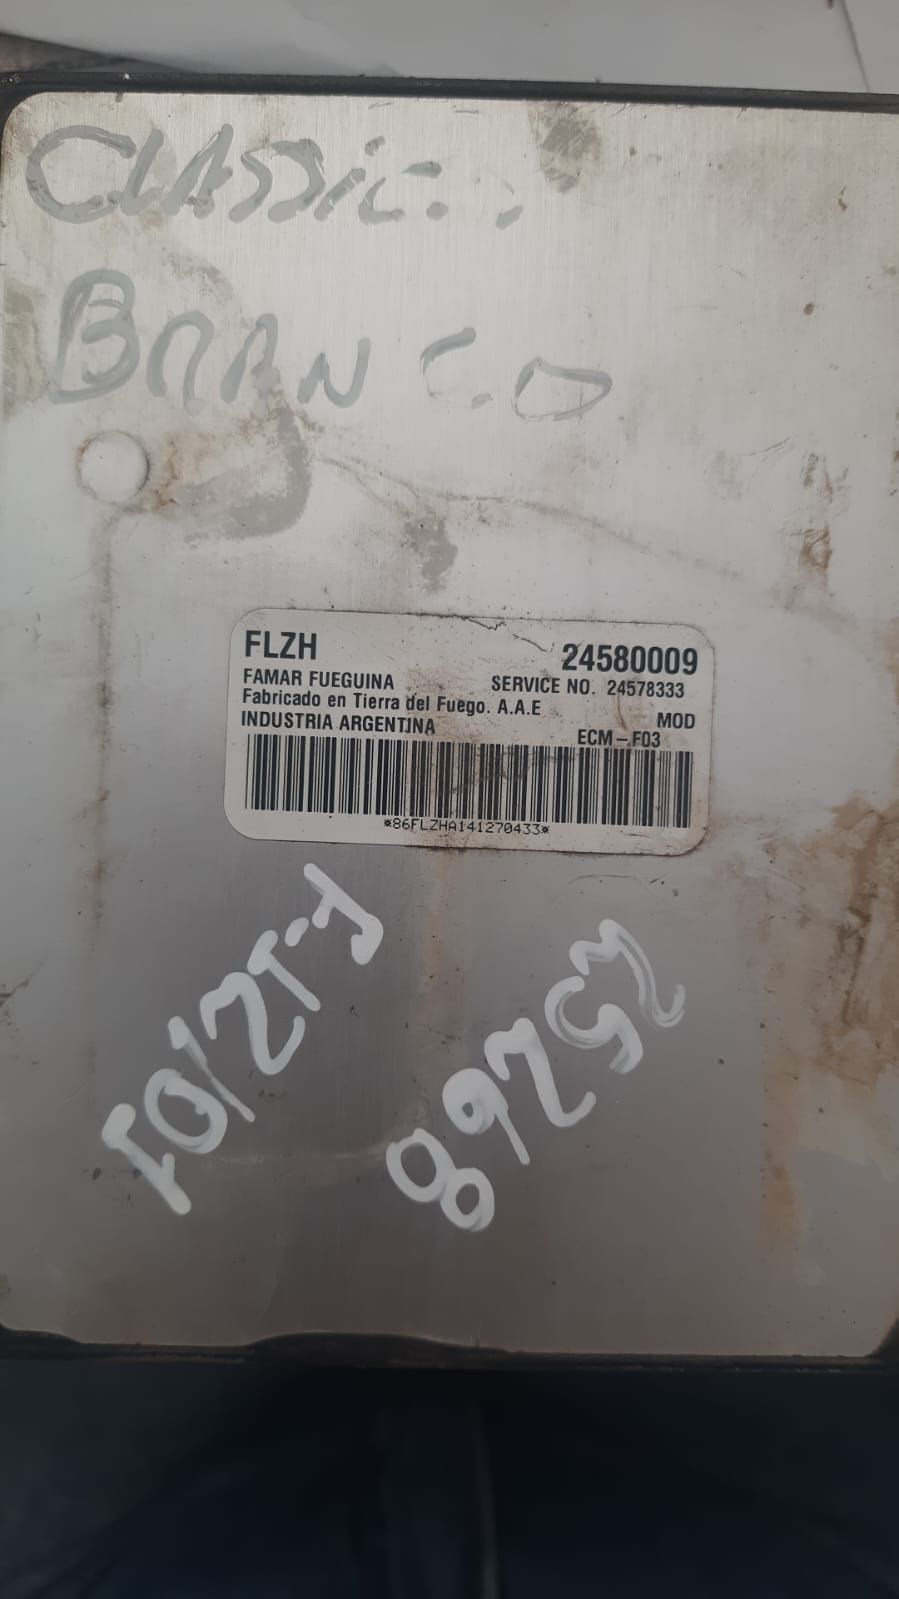 CLASSIC
BRANCO
FLZH 24580009
FAMAR FUEGUINA SERVICE NO. 24578333
Fabricado en Tierra del Fuego. A.A.E
INDUSTRIA ARGENTINA MOD
ECM-F03
*86FLZHA141270433*
25268